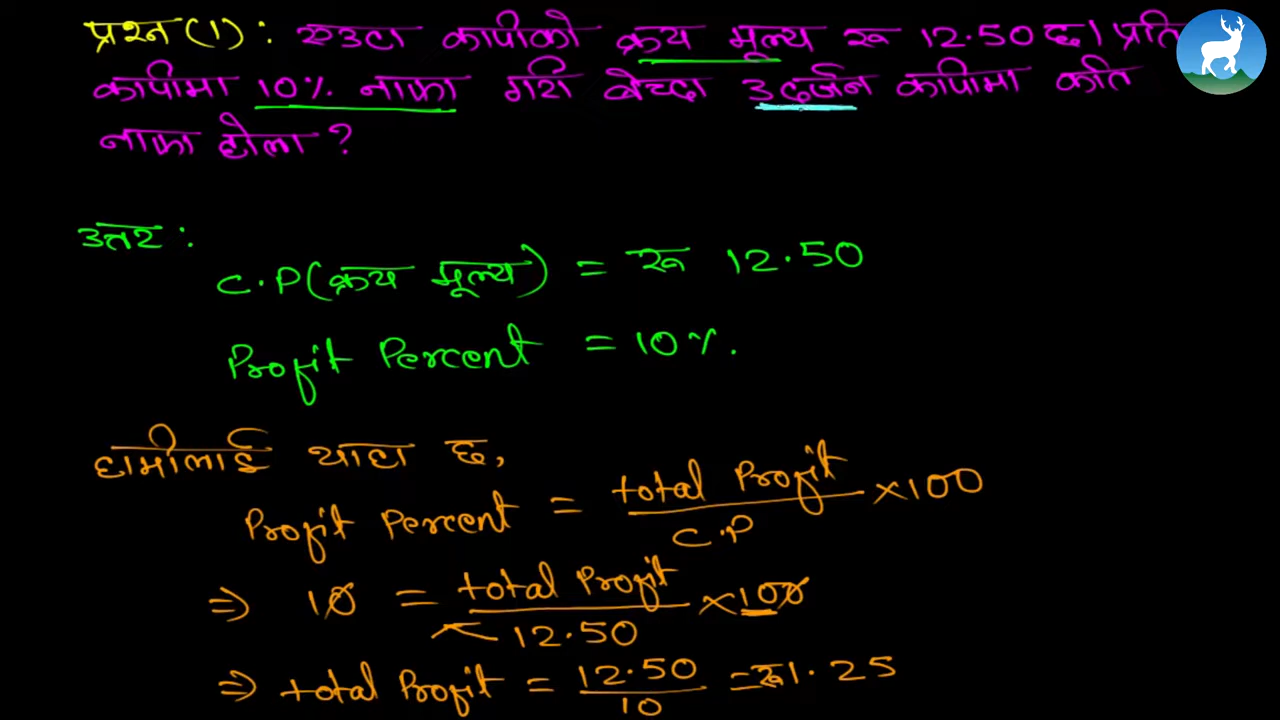 प्रश्न (1) : एउटा कापीको क्रय मूल्य रू 12.50 छ। प्रति
कापीमा 10% नाफा गरी बेच्दा 3 दर्जन कापीमा कति
नाफा होला ?
उत्तर :
C.P (क्रय मूल्य) = रू 12.50
Profit Percent = 10%.
हामीलाई थाहा छ,
Profit Percent = total Profit / C.P × 100
⇒ 10 = total Profit / 12.50 × 100
⇒ total Profit = 12.50 / 10 = रू 1.25